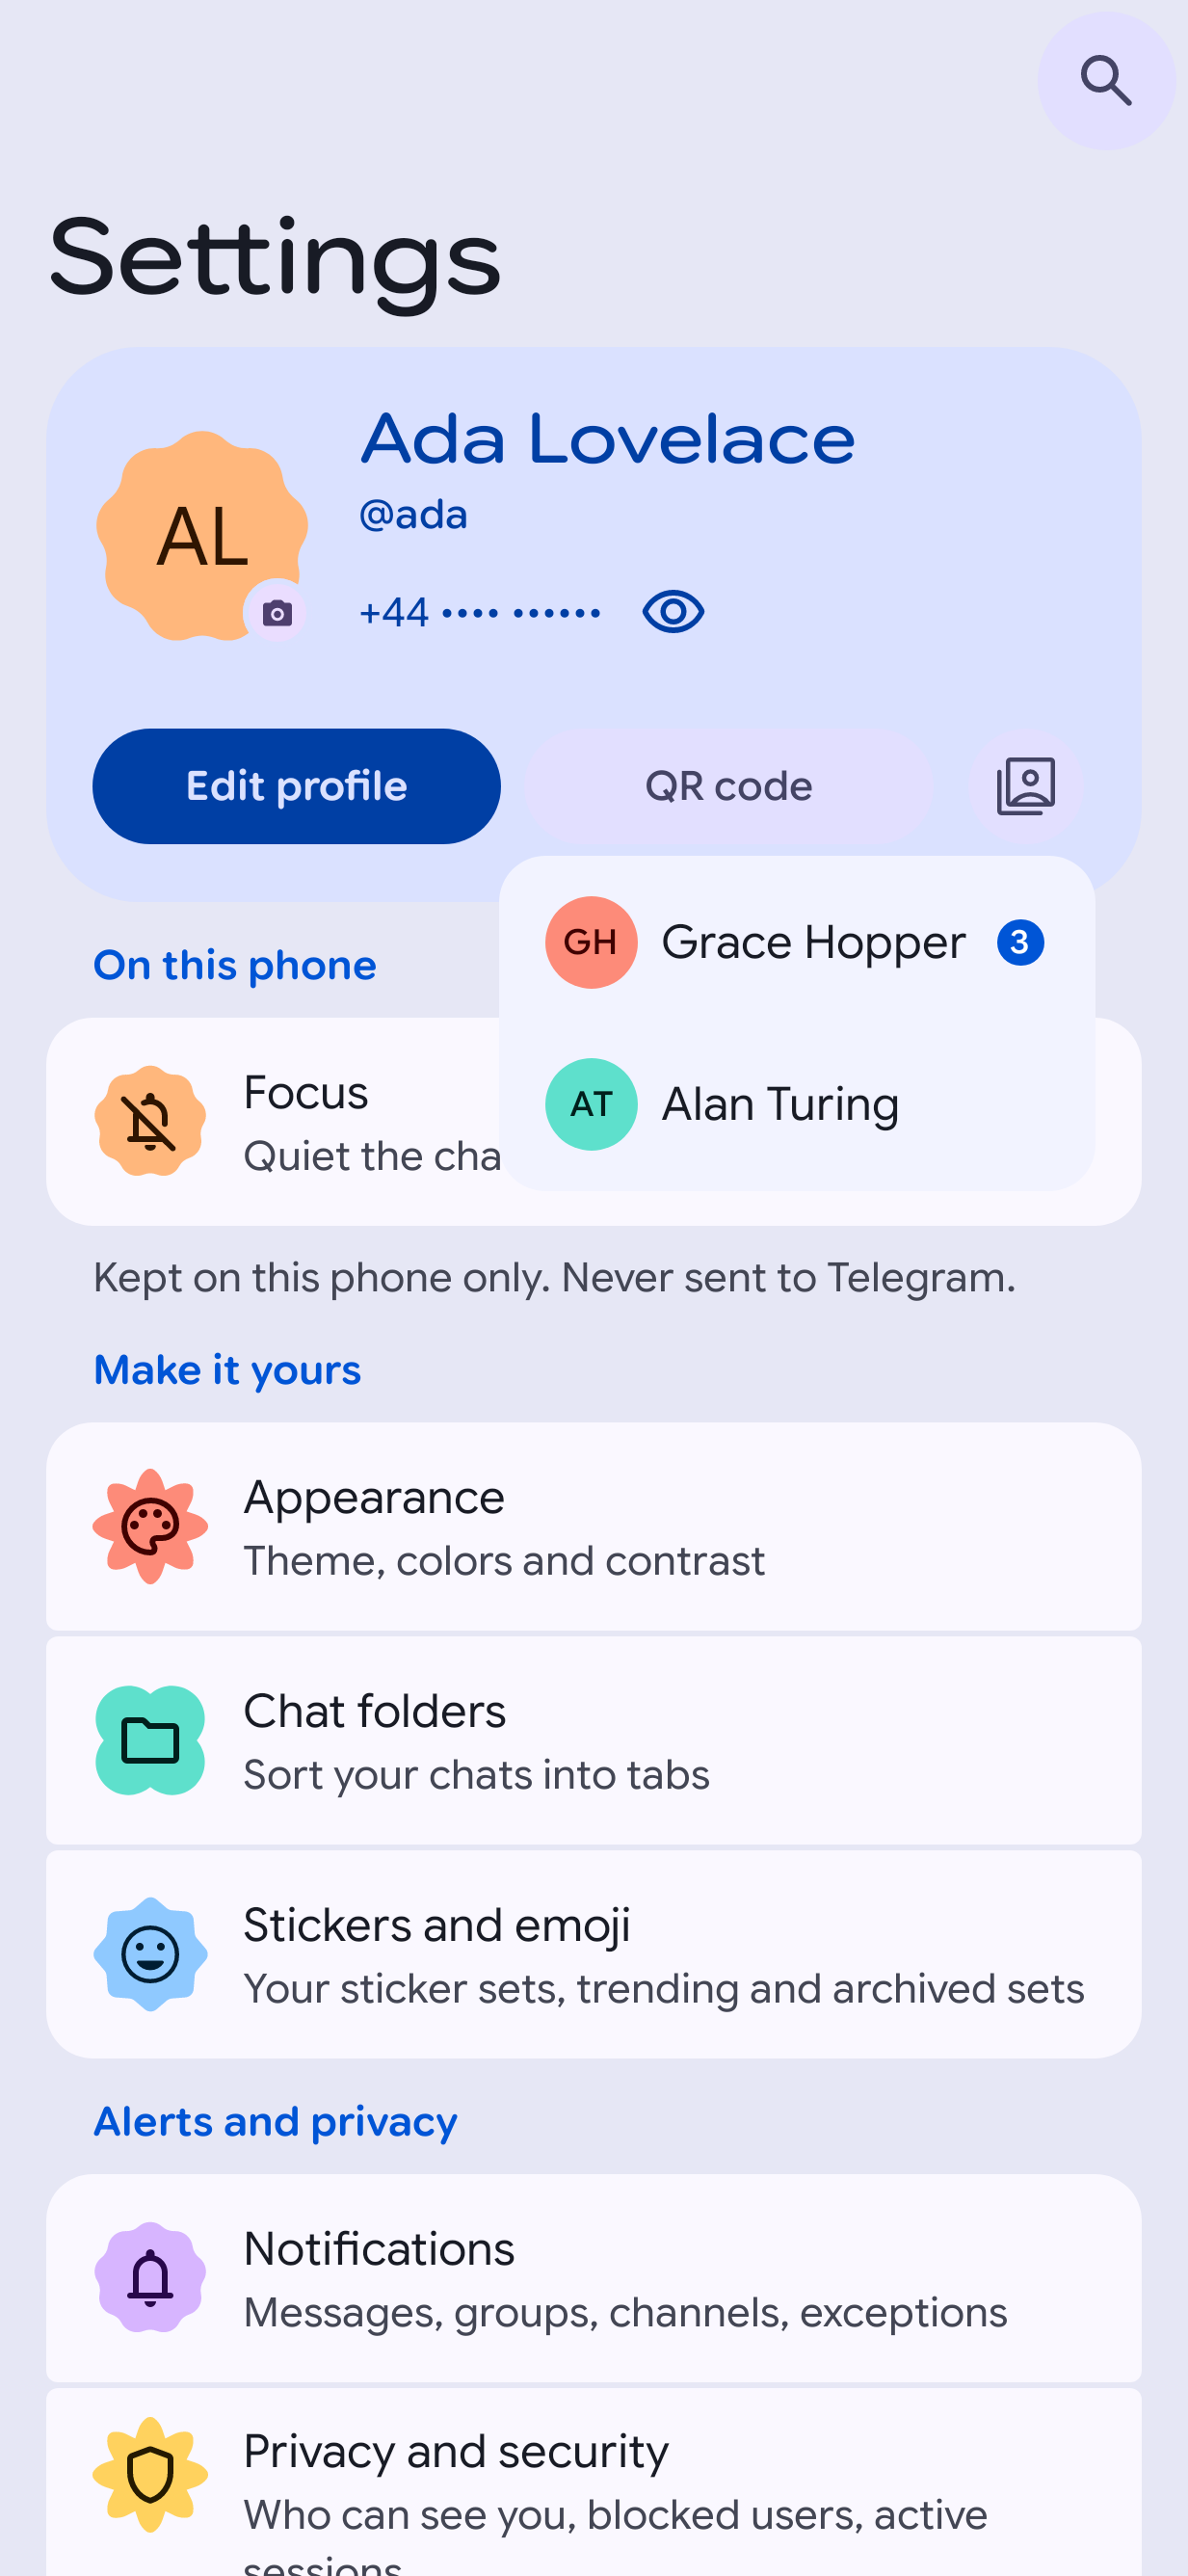 Settings
AL
Ada Lovelace
@ada
+44 •••• ••••••
Edit profile
QR code
GH
Grace Hopper
3
On this phone
AT
Alan Turing
Focus
Quiet the cha
Kept on this phone only. Never sent to Telegram.
Make it yours
Appearance
Theme, colors and contrast
Chat folders
Sort your chats into tabs
Stickers and emoji
Your sticker sets, trending and archived sets
Alerts and privacy
Notifications
Messages, groups, channels, exceptions
Privacy and security
Who can see you, blocked users, active
sessions